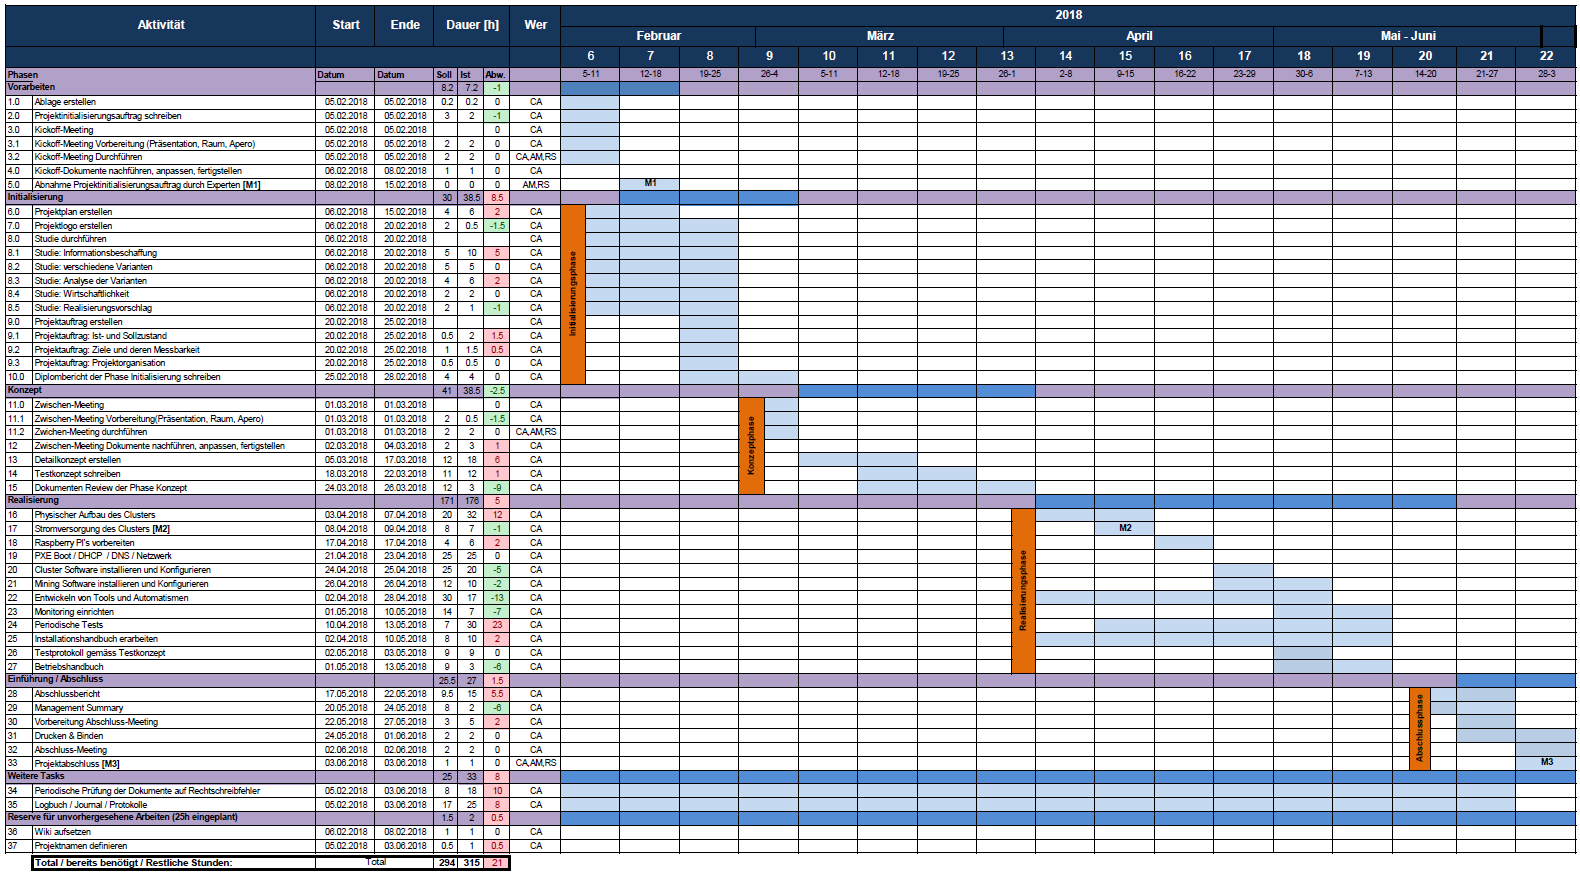 Aktivität Start Ende Dauer [h] Wer 2018
Februar März April Mai - Juni
6 7 8 9 10 11 12 13 14 15 16 17 18 19 20 21 22
Phasen Datum Datum Soll Ist Abw. 5-11 12-18 19-25 26-4 5-11 12-18 19-25 26-1 2-8 9-15 16-22 23-29 30-6 7-13 14-20 21-27 28-3
Vorarbeiten 8.2 7.2 -1
1.0 Ablage erstellen 05.02.2018 05.02.2018 0.2 0.2 0 CA
2.0 Projektinitialisierungsauftrag schreiben 05.02.2018 05.02.2018 3 2 -1 CA
3.0 Kickoff-Meeting 05.02.2018 05.02.2018 0 CA
3.1 Kickoff-Meeting Vorbereitung (Präsentation, Raum, Apero) 05.02.2018 05.02.2018 2 2 0 CA
3.2 Kickoff-Meeting Durchführen 05.02.2018 05.02.2018 2 2 0 CA,AM,RS
4.0 Kickoff-Dokumente nachführen, anpassen, fertigstellen 06.02.2018 08.02.2018 1 1 0 CA
5.0 Abnahme Projektinitialisierungsauftrag durch Experten [M1] 08.02.2018 15.02.2018 0 0 0 AM,RS M1
Initialisierung 30 38.5 8.5
6.0 Projektplan erstellen 06.02.2018 15.02.2018 4 6 2 CA
7.0 Projektlogo erstellen 06.02.2018 20.02.2018 2 0.5 -1.5 CA
8.0 Studie durchführen 06.02.2018 20.02.2018 CA
8.1 Studie: Informationsbeschaffung 06.02.2018 20.02.2018 5 10 5 CA
8.2 Studie: verschiedene Varianten 06.02.2018 20.02.2018 5 5 0 CA
8.3 Studie: Analyse der Varianten 06.02.2018 20.02.2018 4 6 2 CA
8.4 Studie: Wirtschaftlichkeit 06.02.2018 20.02.2018 2 2 0 CA
8.5 Studie: Realisierungsvorschlag 06.02.2018 20.02.2018 2 1 -1 CA
9.0 Projektauftrag erstellen 20.02.2018 25.02.2018 CA
9.1 Projektauftrag: Ist- und Sollzustand 20.02.2018 25.02.2018 0.5 2 1.5 CA
9.2 Projektauftrag: Ziele und deren Messbarkeit 20.02.2018 25.02.2018 1 1.5 0.5 CA
9.3 Projektauftrag: Projektorganisation 20.02.2018 25.02.2018 0.5 0.5 0 CA
10.0 Diplombericht der Phase Initialisierung schreiben 25.02.2018 28.02.2018 4 4 0 CA
Initialisierungsphase
Konzept 41 38.5 -2.5
11.0 Zwischen-Meeting 01.03.2018 01.03.2018 0 CA
11.1 Zwischen-Meeting Vorbereitung(Präsentation, Raum, Apero) 01.03.2018 01.03.2018 2 0.5 -1.5 CA
11.2 Zwichen-Meeting durchführen 01.03.2018 01.03.2018 2 2 0 CA,AM,RS
12 Zwischen-Meeting Dokumente nachführen, anpassen, fertigstellen 02.03.2018 04.03.2018 2 3 1 CA
13 Detailkonzept erstellen 05.03.2018 17.03.2018 12 18 6 CA
14 Testkonzept schreiben 18.03.2018 22.03.2018 11 12 1 CA
15 Dokumenten Review der Phase Konzept 24.03.2018 26.03.2018 12 3 -9 CA
Konzeptphase
Realisierung 171 176 5
16 Physischer Aufbau des Clusters 03.04.2018 07.04.2018 20 32 12 CA
17 Stromversorgung des Clusters [M2] 08.04.2018 09.04.2018 8 7 -1 CA M2
18 Raspberry PI's vorbereiten 17.04.2018 17.04.2018 4 6 2 CA
19 PXE Boot / DHCP / DNS / Netzwerk 21.04.2018 23.04.2018 25 25 0 CA
20 Cluster Software installieren und Konfigurieren 24.04.2018 25.04.2018 25 20 -5 CA
21 Mining Software installieren und Konfigurieren 26.04.2018 26.04.2018 12 10 -2 CA
22 Entwickeln von Tools und Automatismen 02.04.2018 28.04.2018 30 17 -13 CA
23 Monitoring einrichten 01.05.2018 10.05.2018 14 7 -7 CA
24 Periodische Tests 10.04.2018 13.05.2018 7 30 23 CA
25 Installationshandbuch erarbeiten 02.04.2018 10.05.2018 8 10 2 CA
26 Testprotokoll gemäss Testkonzept 02.05.2018 03.05.2018 9 9 0 CA
27 Betriebshandbuch 01.05.2018 13.05.2018 9 3 -6 CA
Realisierungsphase
Einführung / Abschluss 25.5 27 1.5
28 Abschlussbericht 17.05.2018 22.05.2018 9.5 15 5.5 CA
29 Management Summary 20.05.2018 24.05.2018 8 2 -6 CA
30 Vorbereitung Abschluss-Meeting 22.05.2018 27.05.2018 3 5 2 CA
31 Drucken & Binden 24.05.2018 01.06.2018 2 2 0 CA
32 Abschluss-Meeting 02.06.2018 02.06.2018 2 2 0 CA
33 Projektabschluss [M3] 03.06.2018 03.06.2018 1 1 0 CA,AM,RS M3
Abschlussphase
Weitere Tasks 25 33 8
34 Periodische Prüfung der Dokumente auf Rechtschreibfehler 05.02.2018 03.06.2018 8 18 10 CA
35 Logbuch / Journal / Protokolle 05.02.2018 03.06.2018 17 25 8 CA
Reserve für unvorhergesehene Arbeiten (25h eingeplant) 1.5 2 0.5
36 Wiki aufsetzen 06.02.2018 08.02.2018 1 1 0 CA
37 Projektnamen definieren 05.02.2018 03.06.2018 0.5 1 0.5 CA
Total / bereits benötigt / Restliche Stunden: Total 294 315 21